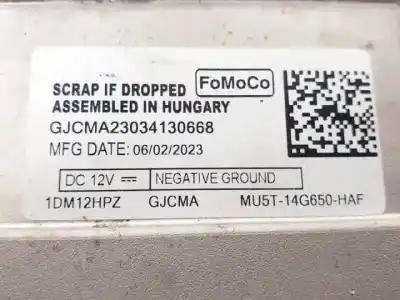 SCRAP IF DROPPED
FoMoCo
ASSEMBLED IN HUNGARY
GJCMA23034130668
MFG DATE: 06/02/2023
DC 12V
NEGATIVE GROUND
1DM12HPZ GJCMA MU5T-14G650-HAF